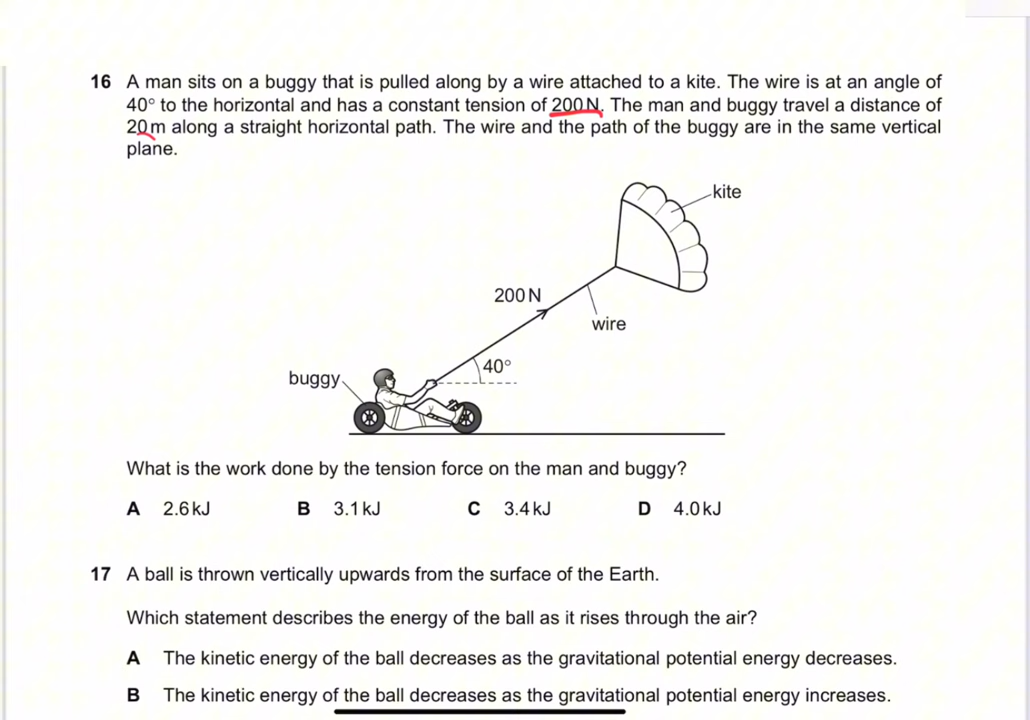 16 A man sits on a buggy that is pulled along by a wire attached to a kite. The wire is at an angle of
40° to the horizontal and has a constant tension of 200 N. The man and buggy travel a distance of
20 m along a straight horizontal path. The wire and the path of the buggy are in the same vertical
plane.
kite
200 N
wire
40°
buggy
What is the work done by the tension force on the man and buggy?
A 2.6 kJ B 3.1 kJ C 3.4 kJ D 4.0 kJ
17 A ball is thrown vertically upwards from the surface of the Earth.
Which statement describes the energy of the ball as it rises through the air?
A The kinetic energy of the ball decreases as the gravitational potential energy decreases.
B The kinetic energy of the ball decreases as the gravitational potential energy increases.